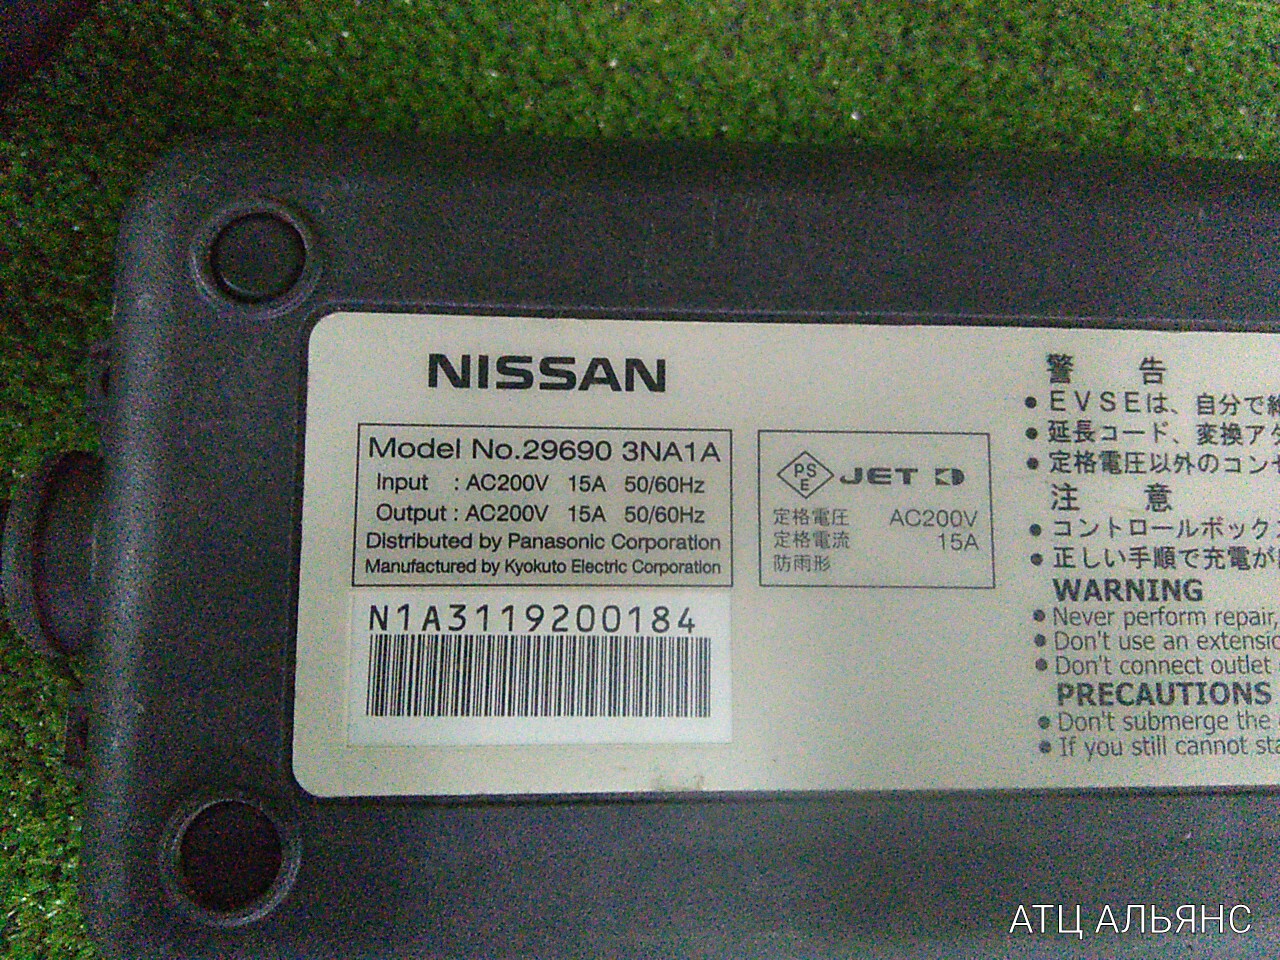 NISSAN
Model No.29690 3NA1A
Input : AC200V 15A 50/60Hz
Output : AC200V 15A 50/60Hz
Distributed by Panasonic Corporation
Manufactured by Kyokuto Electric Corporation
N1A3119200184
PS
E
JET
定格電圧 AC200V
定格電流 15A
防雨形
警 告
● EVSEは、自分で
● 延長コード、変換ア
● 定格電圧以外のコン
注 意
● コントロールボック
● 正しい手順で充電が
WARNING
● Never perform repair,
● Don't use an
● Don't connect outlet
PRECAUTIONS
● Don't submerge the
● If you still cannot
АТЦ АЛЬЯНС